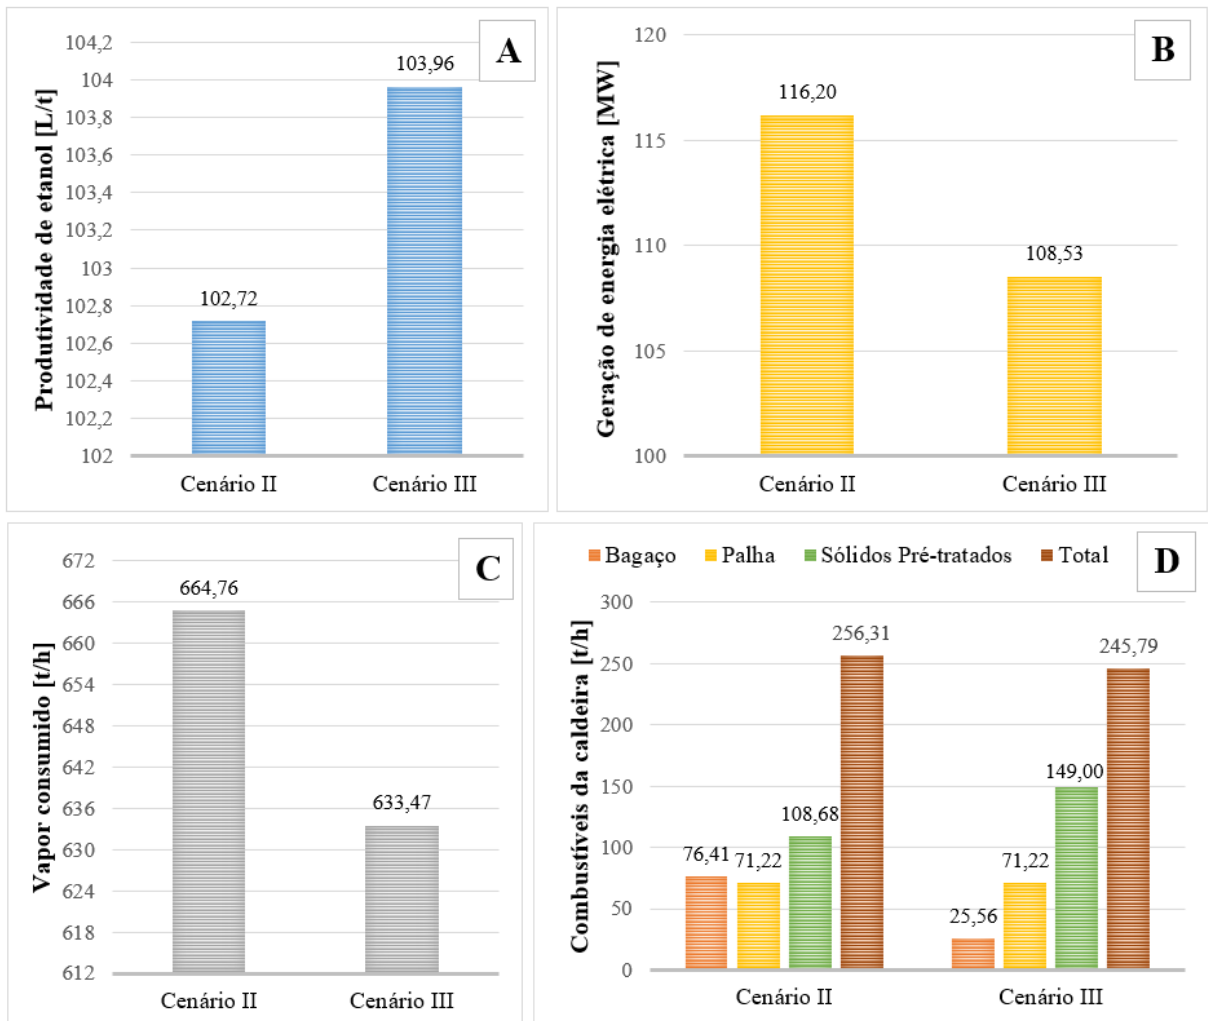 A
Produtividade de etanol [L/t]
104,2
104
103,8
103,6
103,4
103,2
103
102,8
102,6
102,4
102,2
102
102,72
103,96
Cenário II
Cenário III
B
Geração de energia elétrica [MW]
120
115
110
105
100
116,20
108,53
Cenário II
Cenário III
C
Vapor consumido [t/h]
672
666
660
654
648
642
636
630
624
618
612
664,76
633,47
Cenário II
Cenário III
D
Bagaço Palha Sólidos Pré-tratados Total
Combustíveis da caldeira [t/h]
300
250
200
150
100
50
0
76,41
71,22
108,68
256,31
25,56
71,22
149,00
245,79
Cenário II
Cenário III